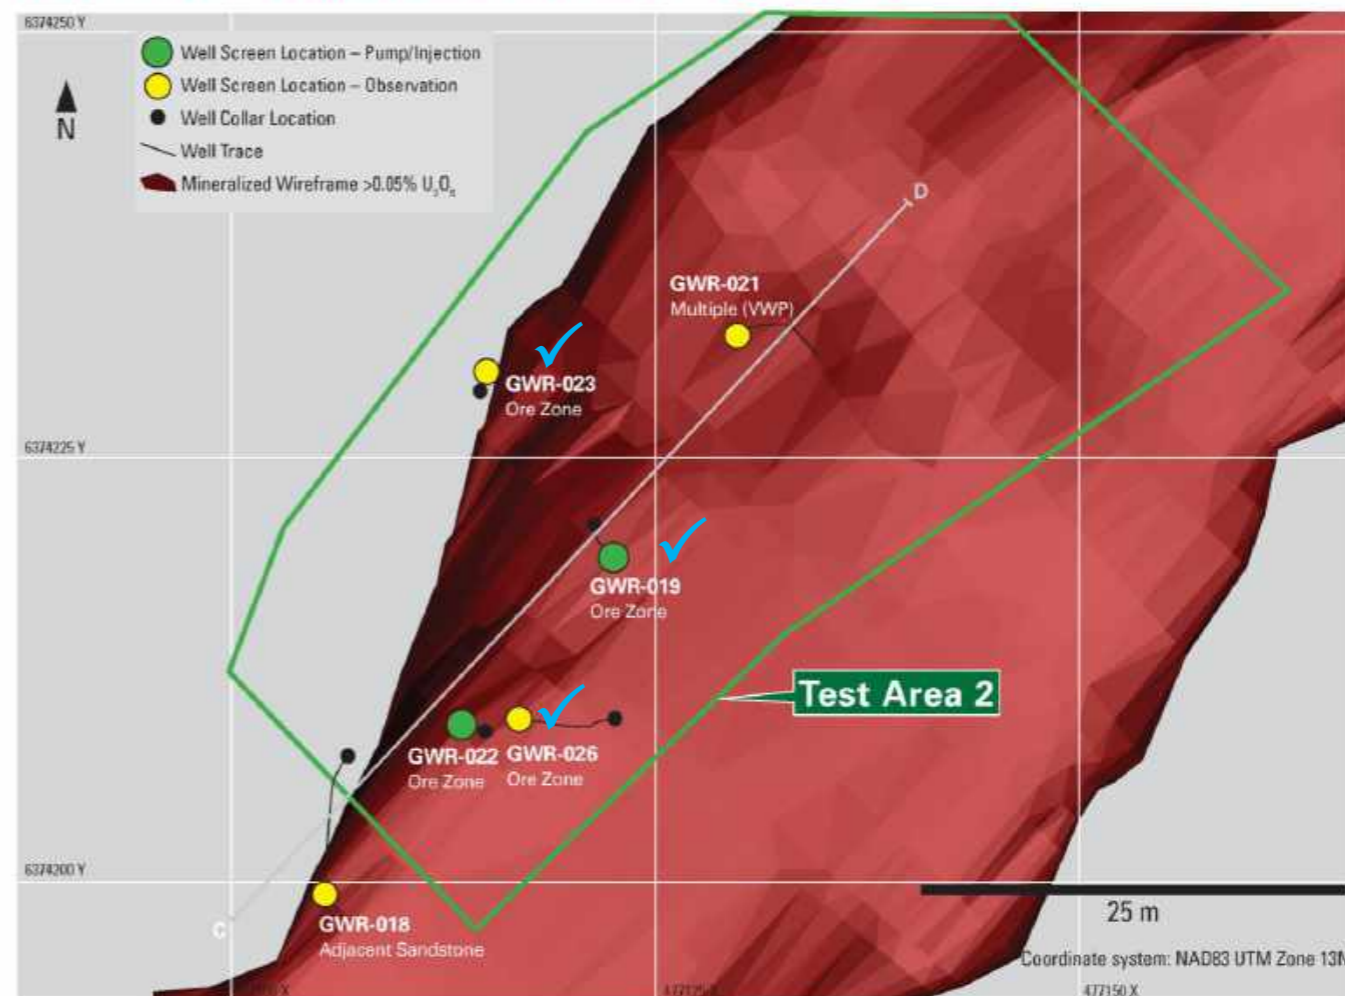 6374250 Y
Well Screen Location – Pump/Injection
Well Screen Location – Observation
Well Collar Location
Well Trace
Mineralized Wireframe >0.05% U₃O₈
N
D
GWR-021
Multiple (VWP)
GWR-023
Ore Zone
6374225 Y
GWR-019
Ore Zone
Test Area 2
GWR-022 GWR-026
Ore Zone Ore Zone
6374200 Y
25 m
C
GWR-018
Adjacent Sandstone
Coordinate system: NAD83 UTM Zone 13N
477125 X
477150 X